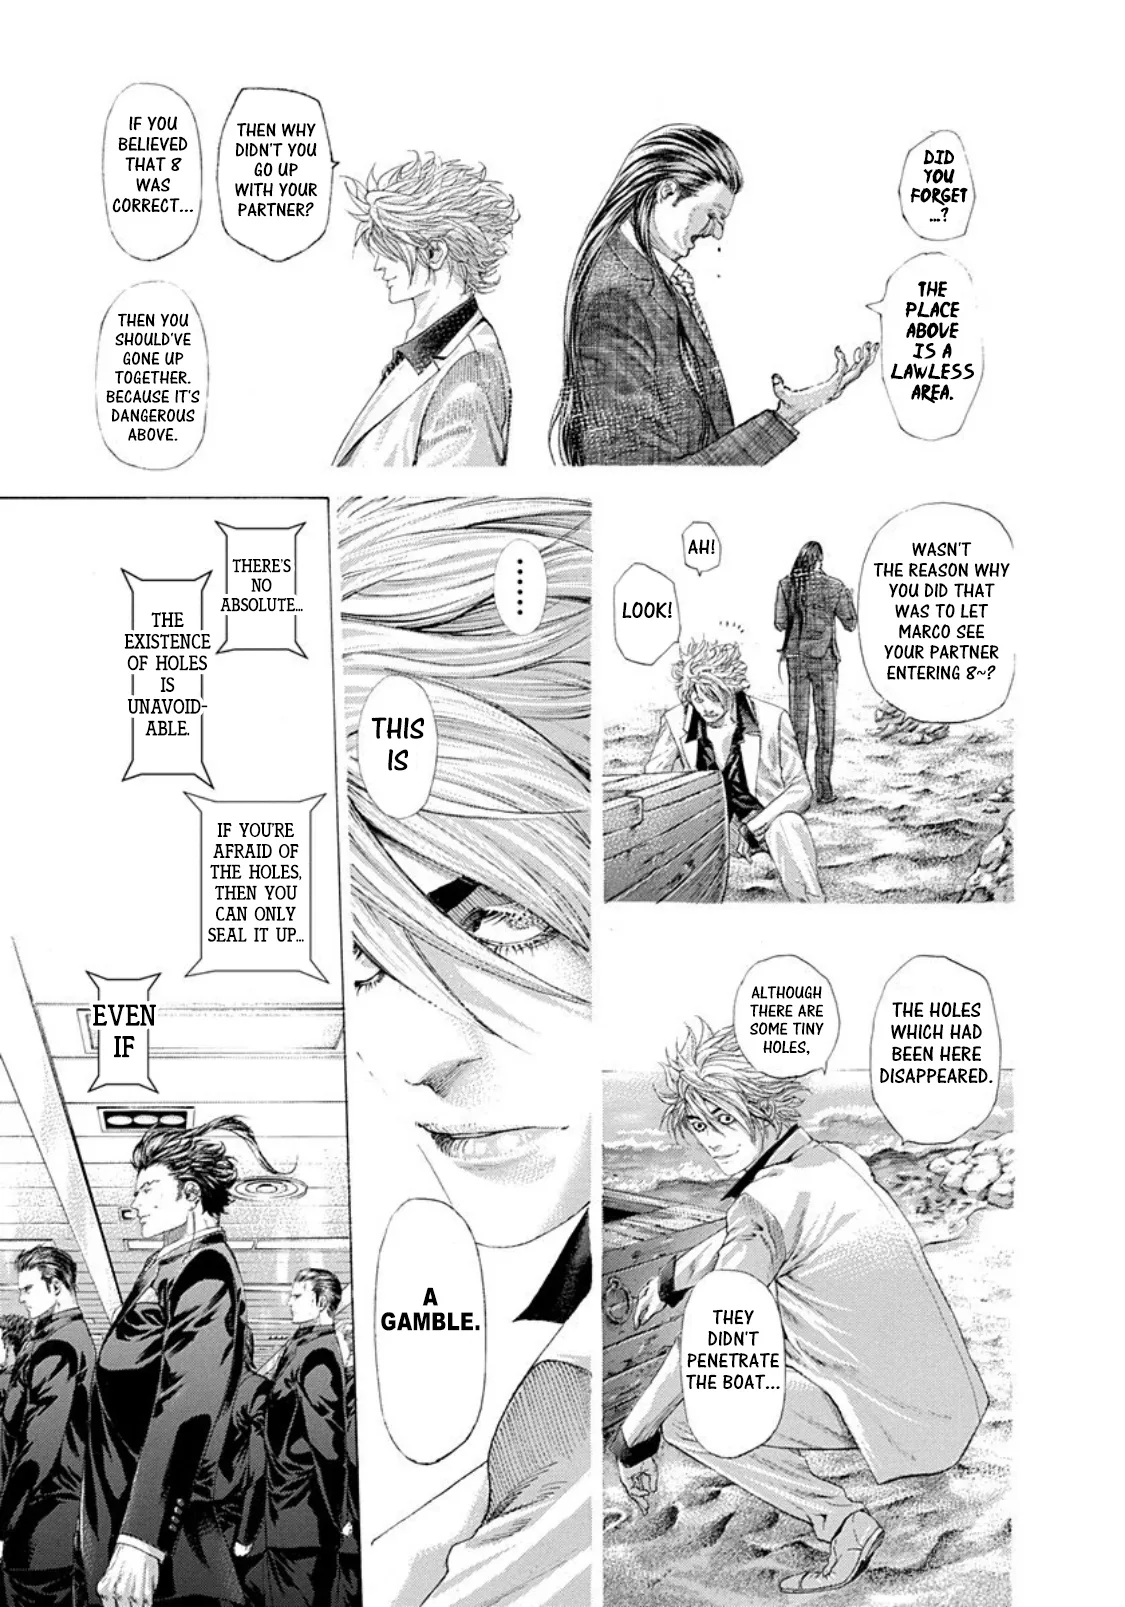 DID
YOU
FORGET
...?
THE
PLACE
ABOVE
IS A
LAWLESS
AREA.
THEN WHY
DIDN'T YOU
GO UP
WITH YOUR
PARTNER?
IF YOU
BELIEVED
THAT 8
WAS
CORRECT...
THEN YOU
SHOULD'VE
GONE UP
TOGETHER.
BECAUSE IT'S
DANGEROUS
ABOVE.
WASN'T
THE REASON WHY
YOU DID THAT
WAS TO LET
MARCO SEE
YOUR PARTNER
ENTERING 8~?
AH!
LOOK!
THE HOLES
WHICH HAD
BEEN HERE
DISAPPEARED.
ALTHOUGH
THERE ARE
SOME TINY
HOLES,
THEY
DIDN'T
PENETRATE
THE BOAT...
......
THIS
IS
A
GAMBLE.
THERE'S
NO
ABSOLUTE...
THE
EXISTENCE
OF HOLES
IS
UNAVOID-
ABLE.
IF YOU'RE
AFRAID OF
THE HOLES,
THEN YOU
CAN ONLY
SEAL IT UP...
EVEN
IF